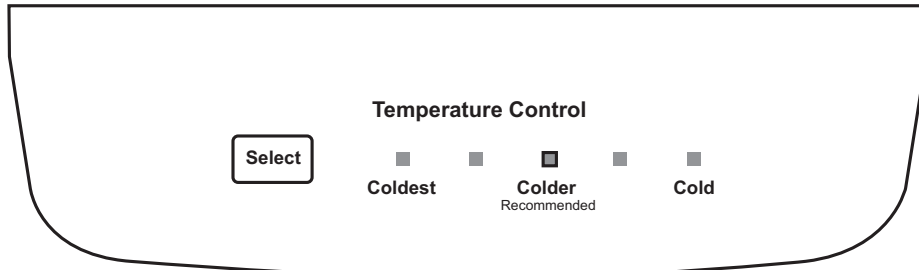 Temperature Control
Select
Coldest Colder Cold
Recommended